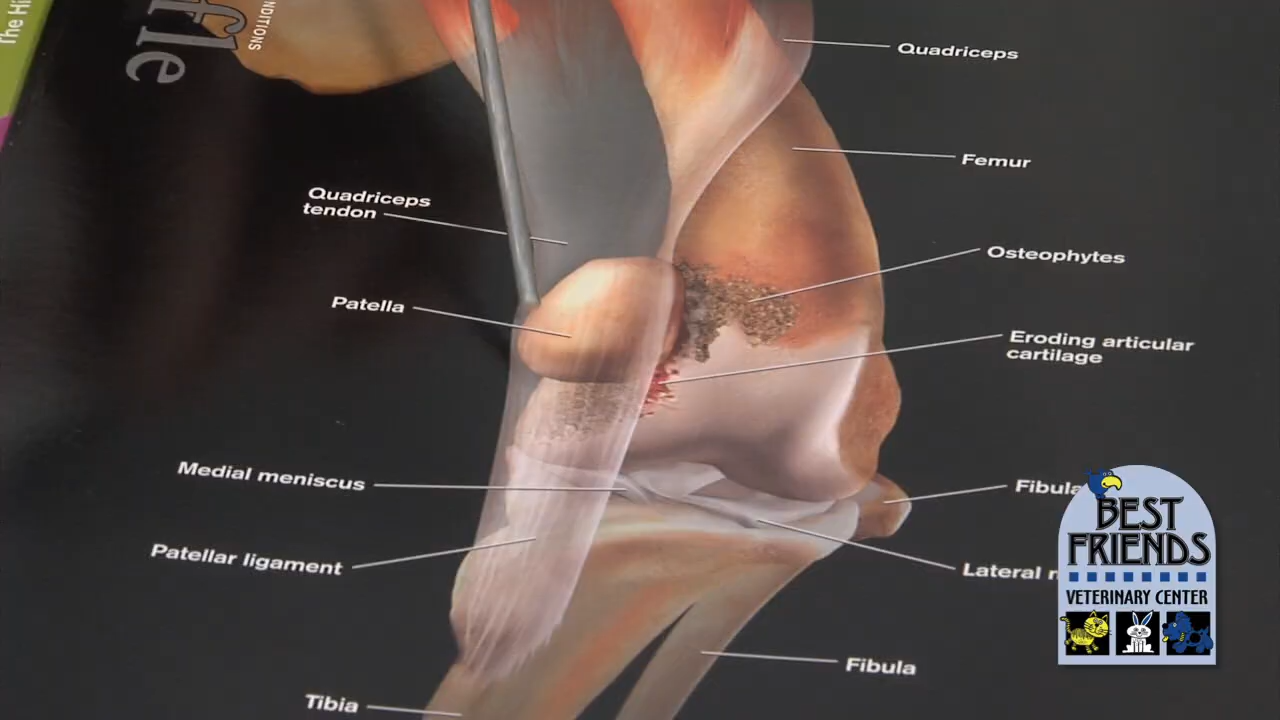 The Hi
NDITIONS
fle
Quadriceps
Femur
Quadriceps
tendon
Osteophytes
Patella
Eroding articular
cartilage
Medial meniscus
Fibula
Patellar ligament
Lateral
Fibula
Tibia
BEST
FRIENDS
VETERINARY CENTER